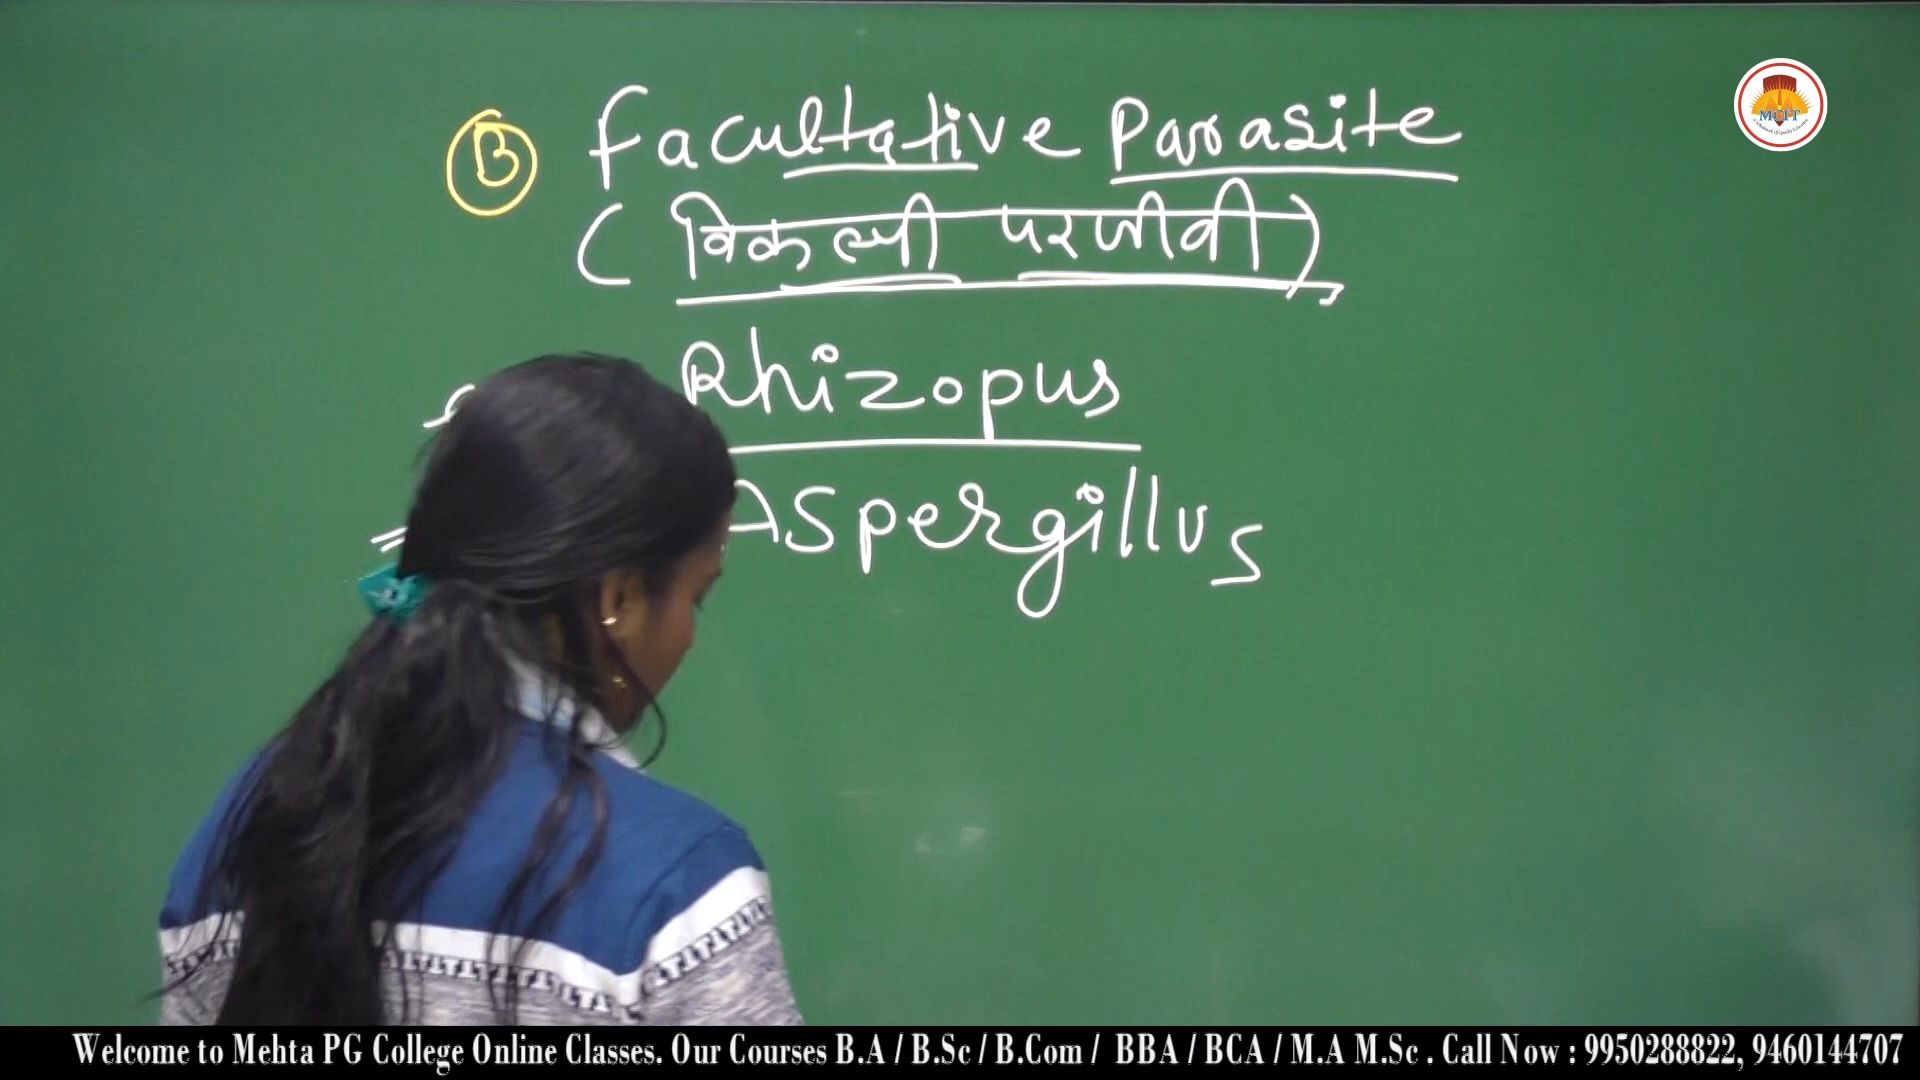 B Facultative Parasite
(विकल्पी परजीवी)
Rhizopus
Aspergillus
MCIT
Welcome to Mehta PG College Online Classes. Our Courses B.A / B.Sc / B.Com / BBA / BCA / M.A M.Sc . Call Now : 9950288822, 9460144707